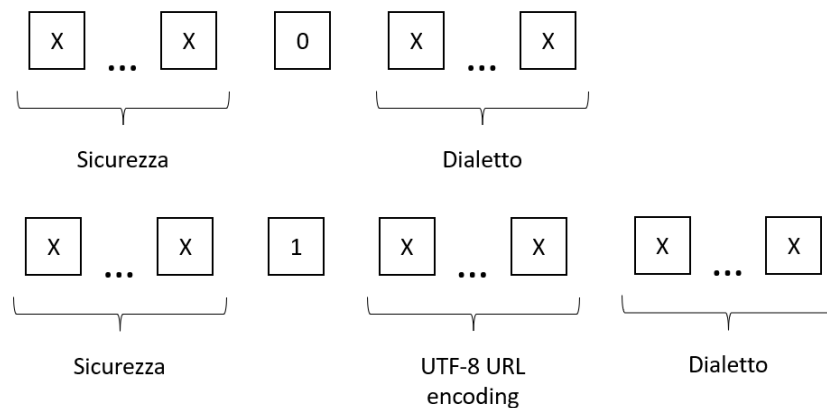 X ... X 0 X ... X
Sicurezza Dialetto
X ... X 1 X ... X X ... X
Sicurezza UTF-8 URL Dialetto
encoding